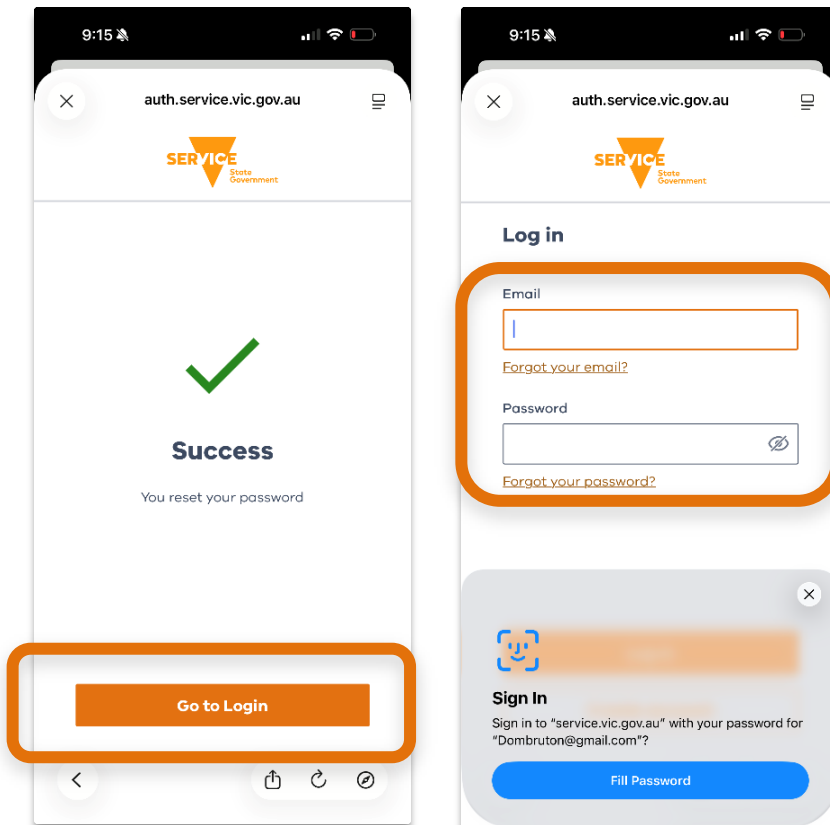 9:15
auth.service.vic.gov.au
SERVICE
State
Government
Success
You reset your password
Go to Login
9:15
auth.service.vic.gov.au
SERVICE
State
Government
Log in
Email
Forgot your email?
Password
Forgot your password?
Sign In
Sign in to “service.vic.gov.au” with your password for
“Dombruton@gmail.com”?
Fill Password